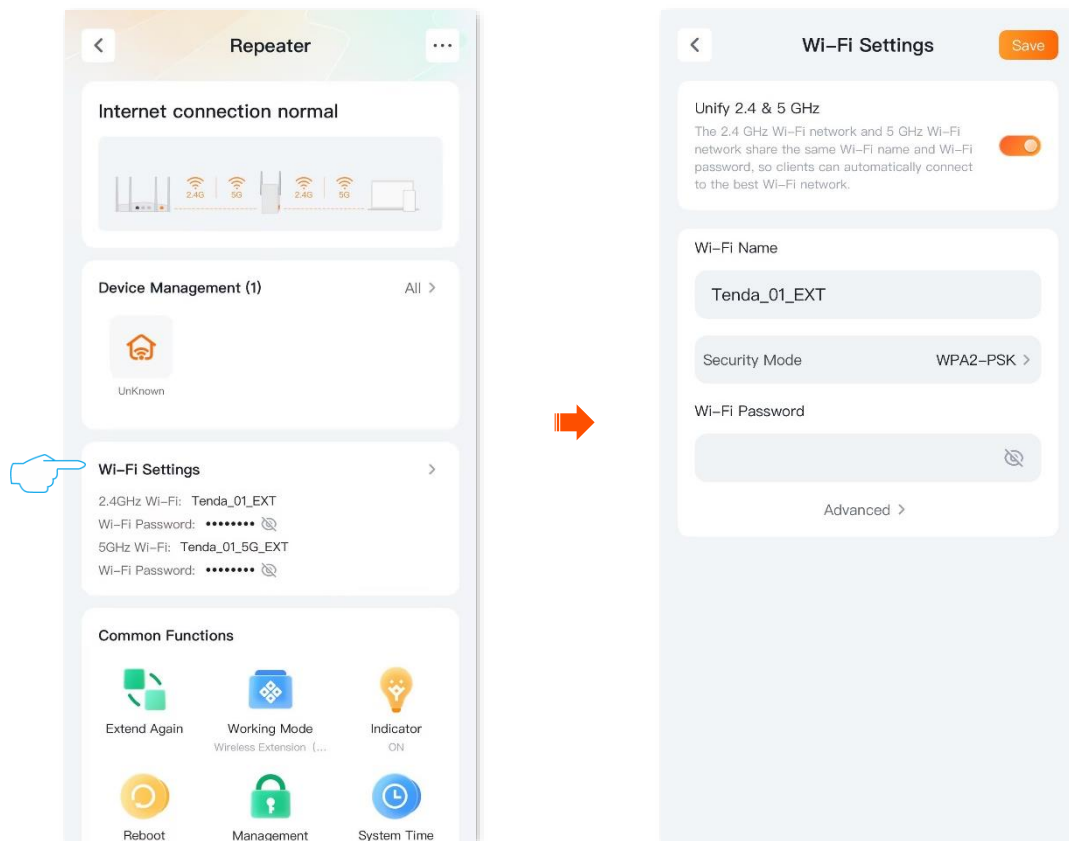 Repeater
Internet connection normal
2.4G 5G 2.4G 5G
Device Management (1) All >
UnKnown
Wi-Fi Settings >
2.4GHz Wi-Fi: Tenda_01_EXT
Wi-Fi Password: ••••••••
5GHz Wi-Fi: Tenda_01_5G_EXT
Wi-Fi Password: ••••••••
Common Functions
Extend Again Working Mode Indicator
Wireless Extension (... ON
Reboot Management System Time
Wi-Fi Settings Save
Unify 2.4 & 5 GHz
The 2.4 GHz Wi-Fi network and 5 GHz Wi-Fi
network share the same Wi-Fi name and Wi-Fi
password, so clients can automatically connect
to the best Wi-Fi network.
Wi-Fi Name
Tenda_01_EXT
Security Mode WPA2-PSK >
Wi-Fi Password
Advanced >